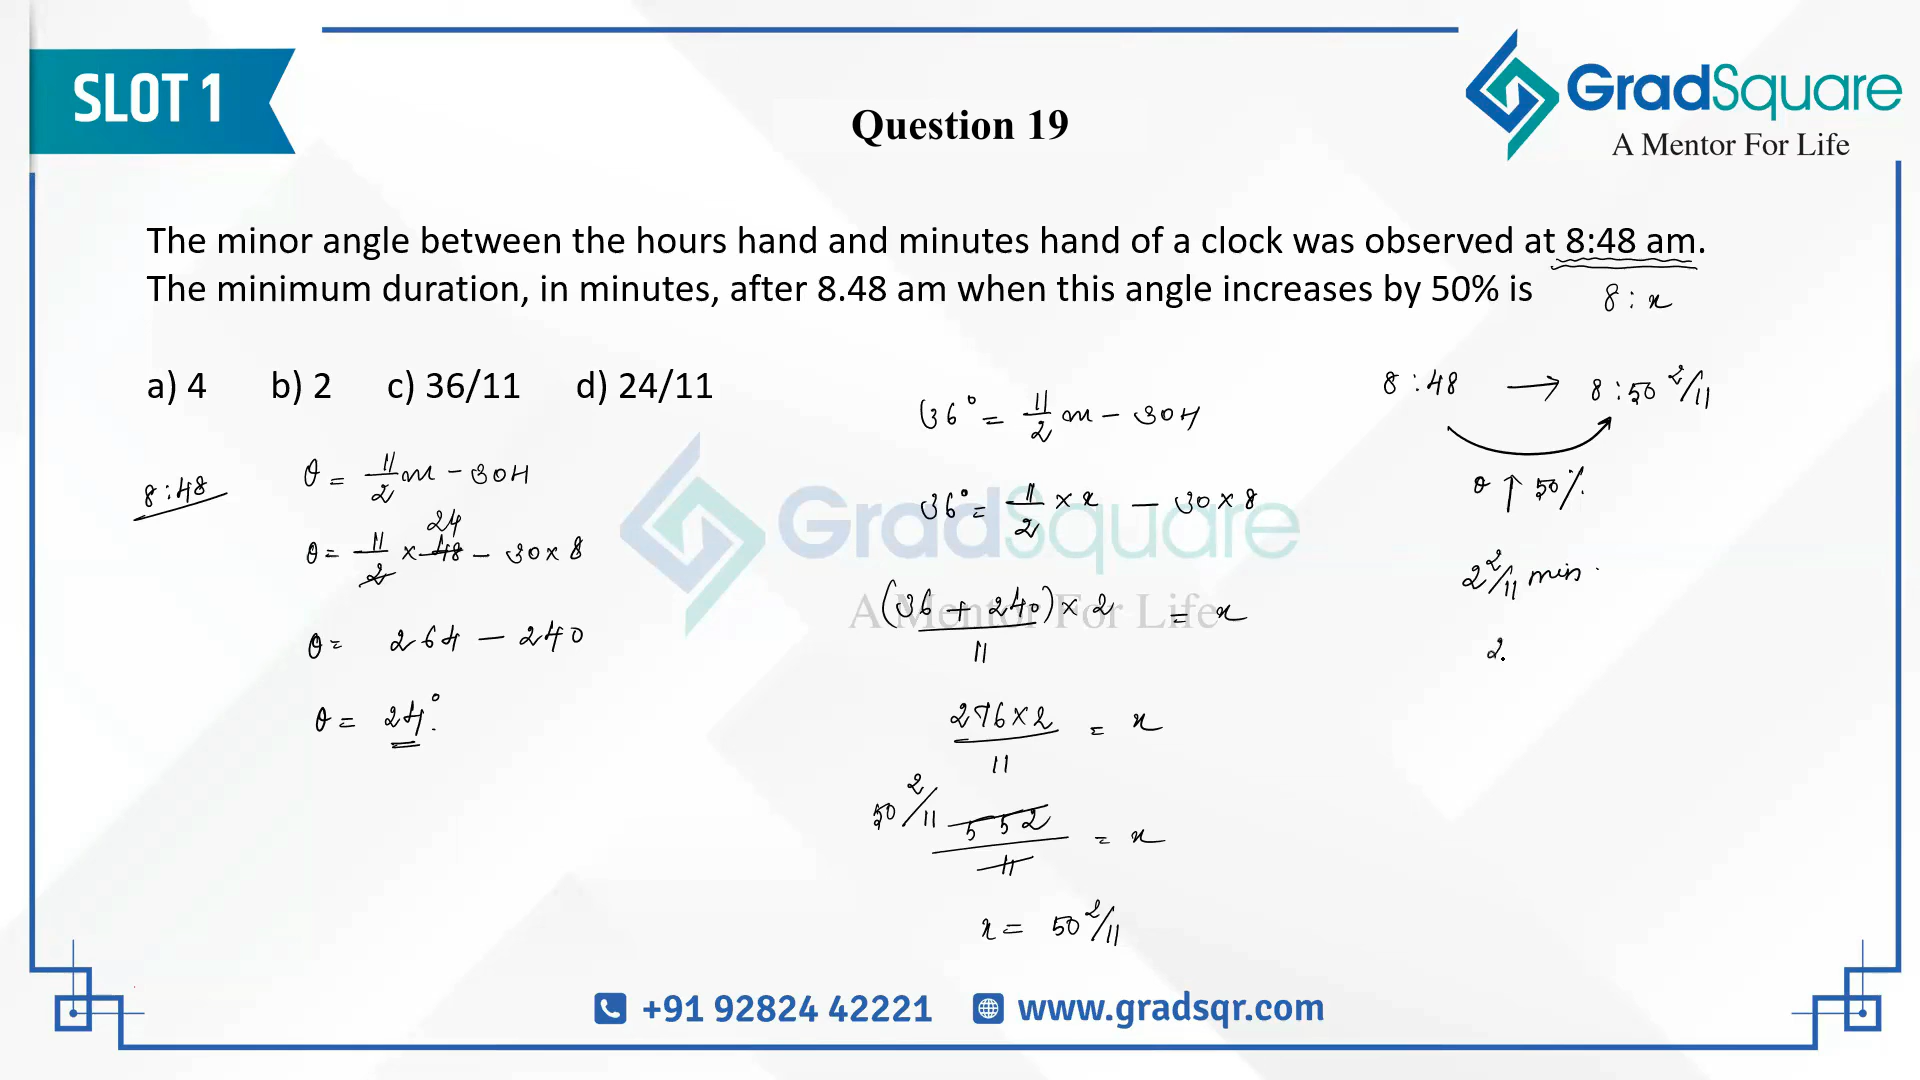 SLOT 1
GradSquare
A Mentor For Life
Question 19
The minor angle between the hours hand and minutes hand of a clock was observed at 8:48 am.
The minimum duration, in minutes, after 8.48 am when this angle increases by 50% is
8 : x
a) 4 b) 2 c) 36/11 d) 24/11
8:48
θ = 11/2 m - 30H
24
θ = 11/2 × 48 - 30 × 8
θ = 264 - 240
θ = 24°
36° = 11/2 m - 30H
36° = 11/2 × x - 30 × 8
(36 + 240) × 2 / 11 = x
276 × 2 / 11 = x
50 2/11 552 / 11 = x
x = 50 2/11
8 : 48 → 8 : 50 2/11
θ ↑ 50%
2 2/11 min.
2.
GradSquare
A Mentor For Life
+91 92824 42221 www.gradsqr.com